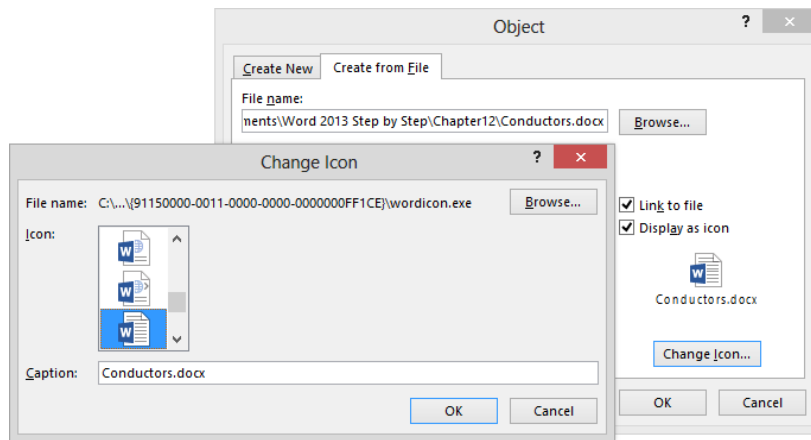 Object
? ×
Create New
Create from File
File name:
nents\Word 2013 Step by Step\Chapter12\Conductors.docx
Browse...
Link to file
Display as icon
W
Conductors.docx
Change Icon...
OK
Cancel
Change Icon
? ×
File name: C:\...\{91150000-0011-0000-0000-0000000FF1CE}\wordicon.exe
Browse...
Icon:
W
W
W
Caption: Conductors.docx
OK
Cancel